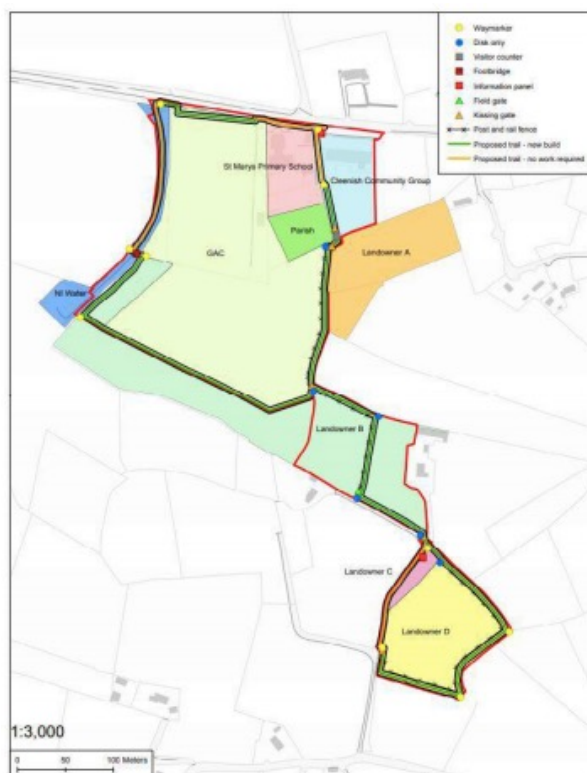 Waymarker
Disk only
Visitor counter
Footbridge
Information panel
Field gate
Kissing gate
Post and rail fence
Proposed trail - new build
Proposed trail - no work required
St Marys Primary School
Cleenish Community Group
Parish
GAC
Landowner A
NI Water
Landowner B
Landowner C
Landowner D
1:3,000
0 50 100 Meters